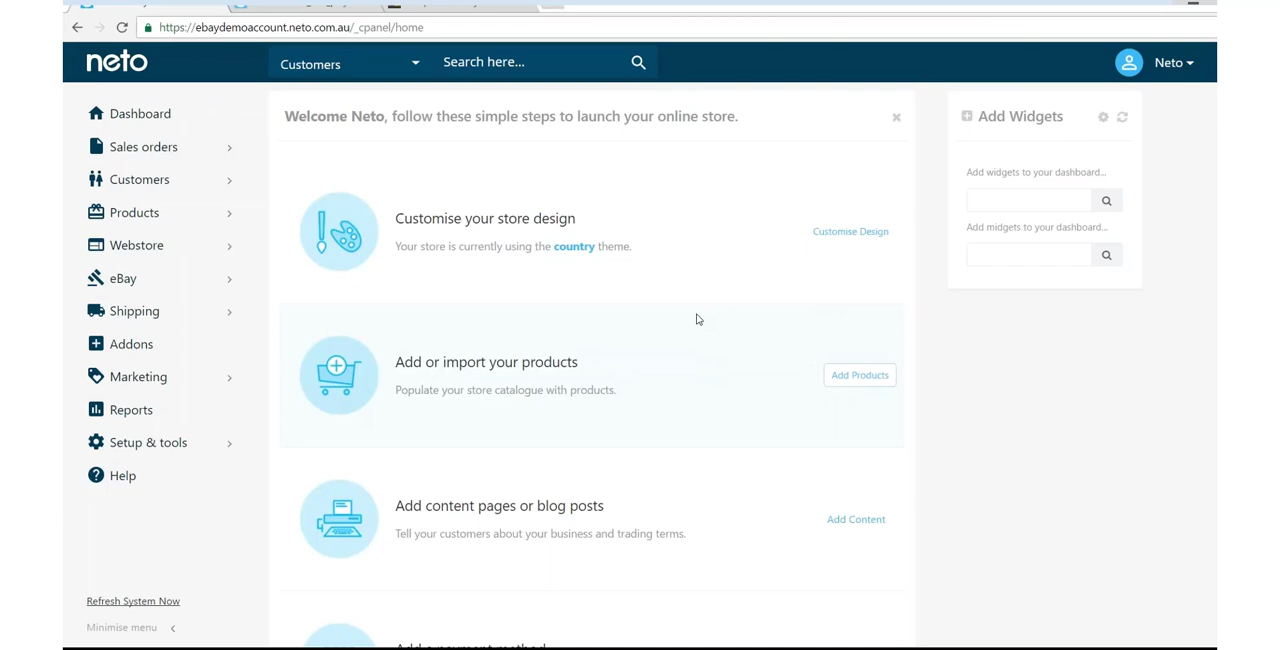 https://ebaydemoaccount.neto.com.au/_cpanel/home
neto
Customers
Search here...
Neto
Dashboard
Sales orders
Customers
Products
Webstore
eBay
Shipping
Addons
Marketing
Reports
Setup & tools
Help
Refresh System Now
Minimise menu
Welcome Neto, follow these simple steps to launch your online store.
Customise your store design
Your store is currently using the country theme.
Customise Design
Add or import your products
Populate your store catalogue with products.
Add Products
Add content pages or blog posts
Tell your customers about your business and trading terms.
Add Content
Add a payment method
Add Widgets
Add widgets to your dashboard...
Add midgets to your dashboard...